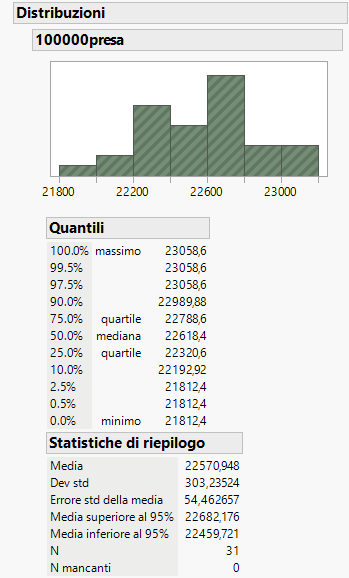 Distribuzioni
100000presa
21800 22200 22600 23000
Quantili
100.0% massimo 23058,6
99.5% 23058,6
97.5% 23058,6
90.0% 22989,88
75.0% quartile 22788,6
50.0% mediana 22618,4
25.0% quartile 22320,6
10.0% 22192,92
2.5% 21812,4
0.5% 21812,4
0.0% minimo 21812,4
Statistiche di riepilogo
Media 22570,948
Dev std 303,23524
Errore std della media 54,462657
Media superiore al 95% 22682,176
Media inferiore al 95% 22459,721
N 31
N mancanti 0